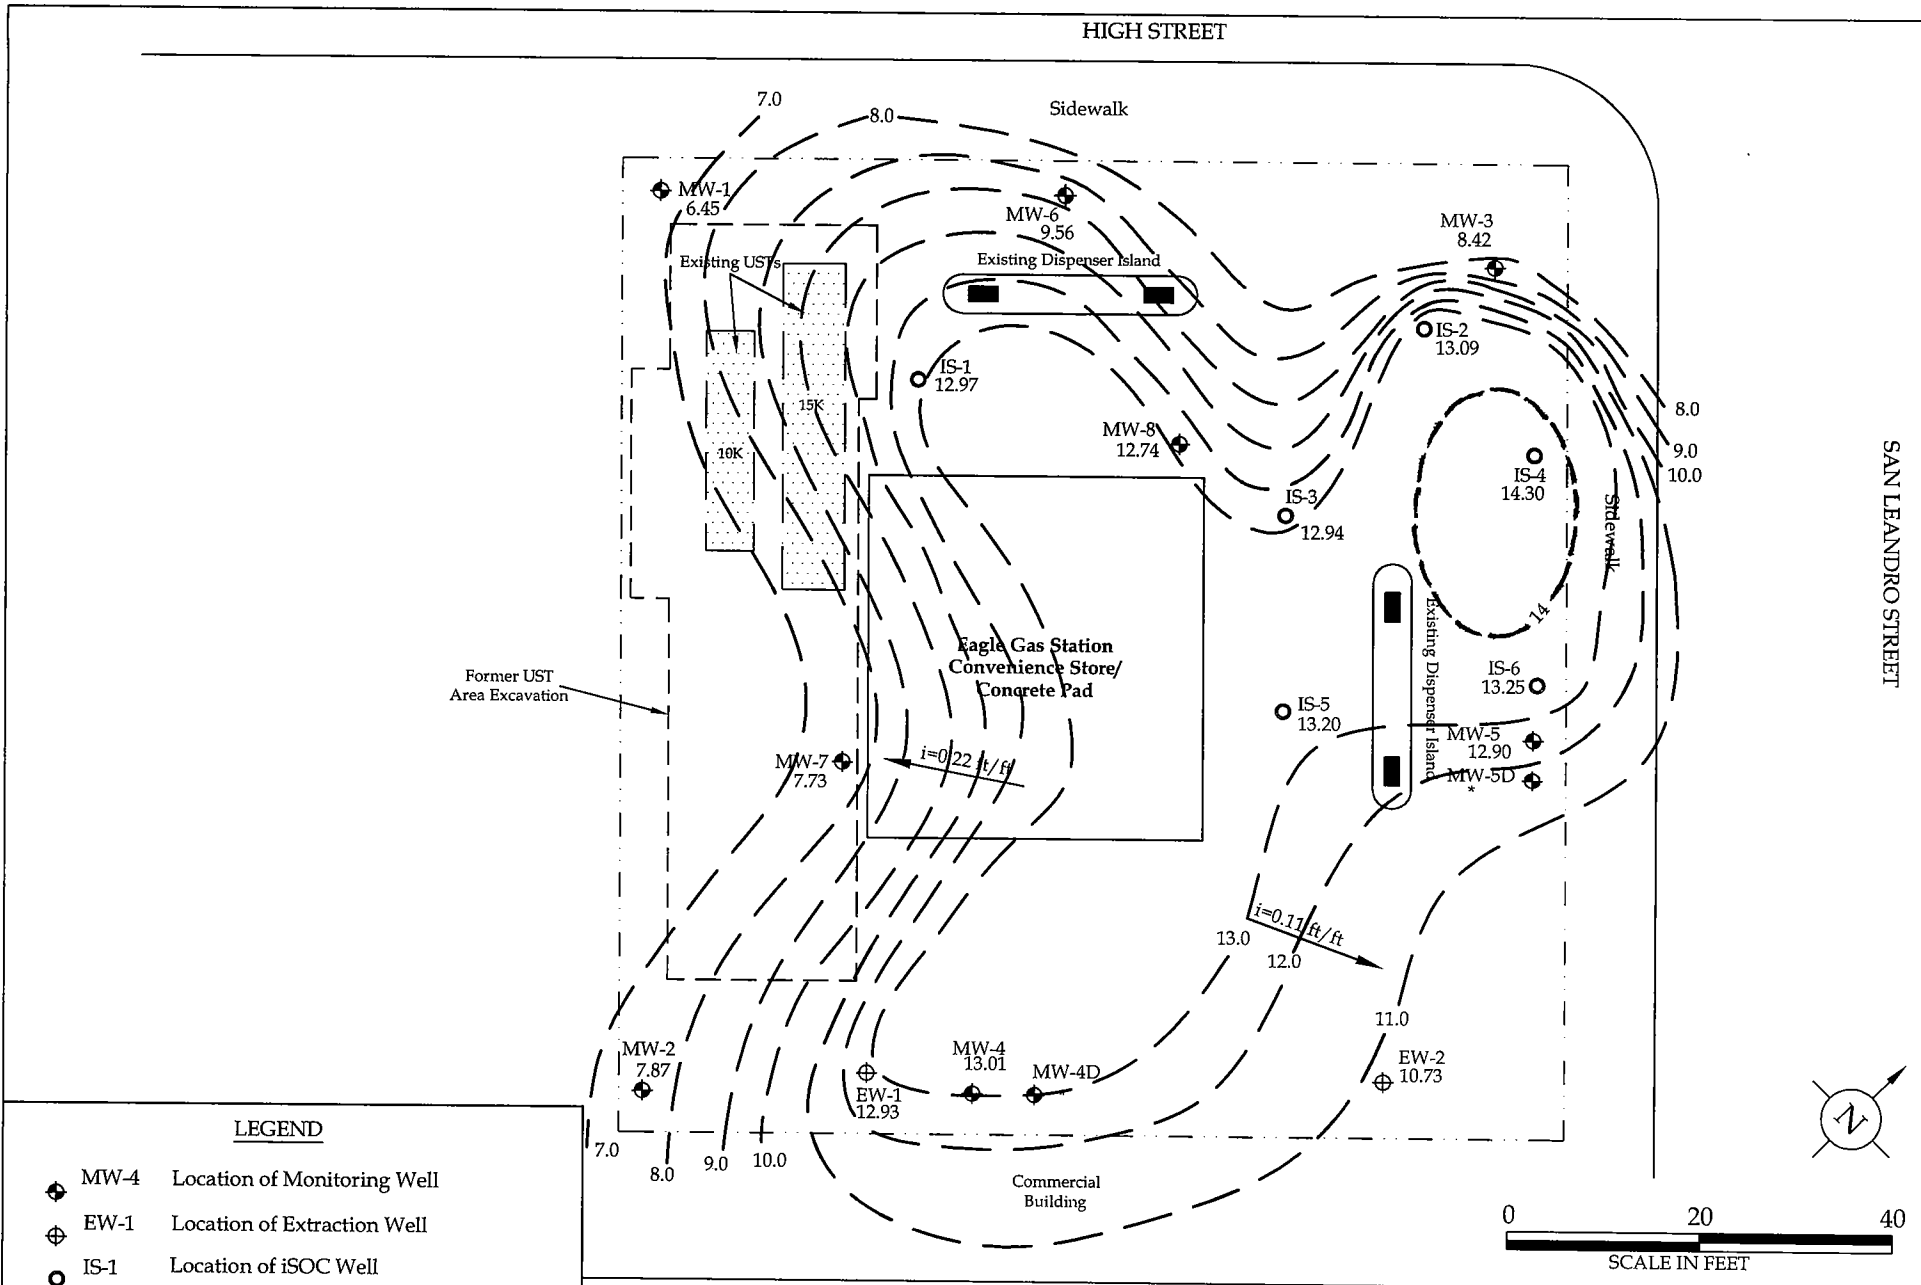 HIGH STREET
7.0
8.0
Sidewalk
MW-1
6.45
MW-6
9.56
MW-3
8.42
Existing USTs
Existing Dispenser Island
IS-2
13.09
IS-1
12.97
15K
8.0
MW-8
12.74
10K
9.0
10.0
IS-4
14.30
IS-3
12.94
Sidewalk
SAN LEANDRO STREET
14
Existing Dispenser Island
Eagle Gas Station
Convenience Store/
Concrete Pad
Former UST
Area Excavation
IS-6
13.25
IS-5
13.20
MW-5
12.90
MW-5D
*
MW-7
7.73
i=0.22 ft/ft
i=0.11 ft/ft
13.0
12.0
11.0
MW-2
7.87
MW-4
13.01
MW-4D
*
EW-1
12.93
EW-2
10.73
7.0
8.0
9.0
10.0
Commercial
Building
N
LEGEND
MW-4 Location of Monitoring Well
EW-1 Location of Extraction Well
IS-1 Location of iSOC Well
0 20 40
SCALE IN FEET